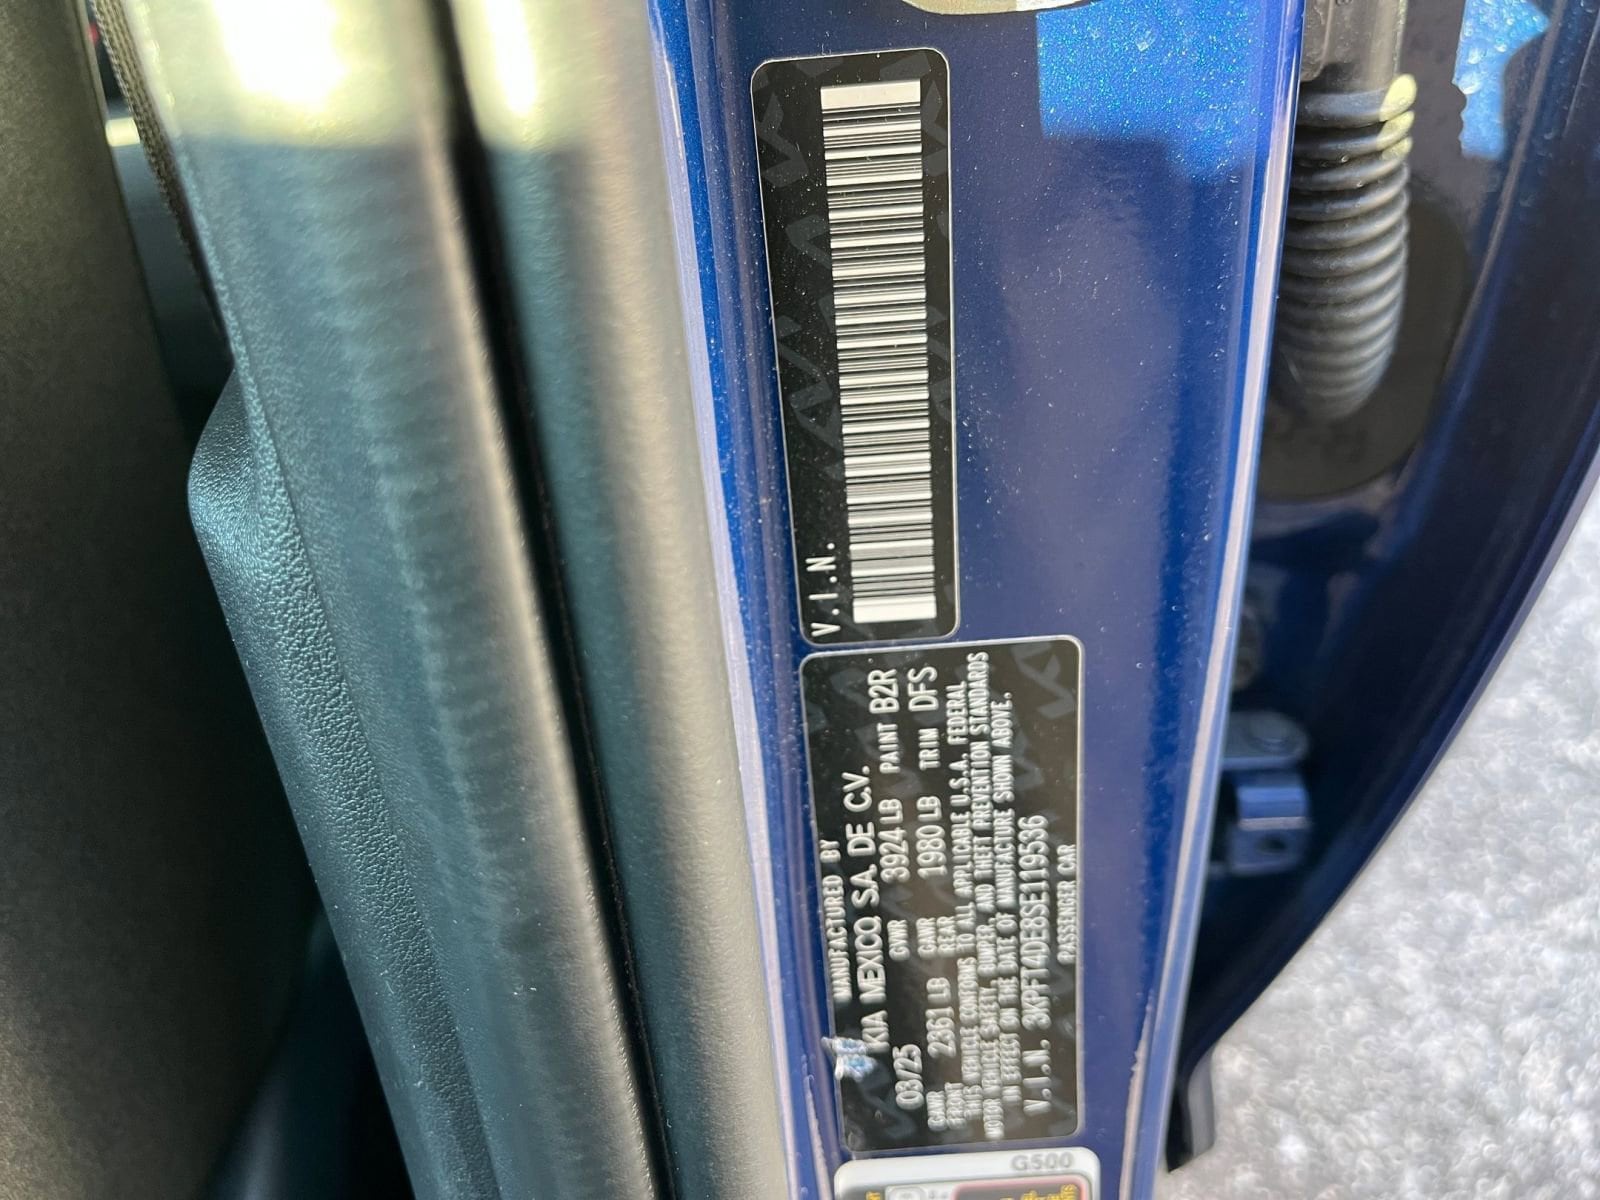 V.I.N.
MANUFACTURED BY
KIA MEXICO, S.A. DE C.V.
03/25 GVWR 3924 LB PAINT B2R
GAWR FRONT 2361 LB GAWR REAR 1980 LB TRIM DFS
THIS VEHICLE CONFORMS TO ALL APPLICABLE U.S.A. FEDERAL
MOTOR VEHICLE SAFETY, BUMPER, AND THEFT PREVENTION STANDARDS
IN EFFECT ON THE DATE OF MANUFACTURE SHOWN ABOVE.
V.I.N. 3KPFT4DE8SE119536
PASSENGER CAR
G500